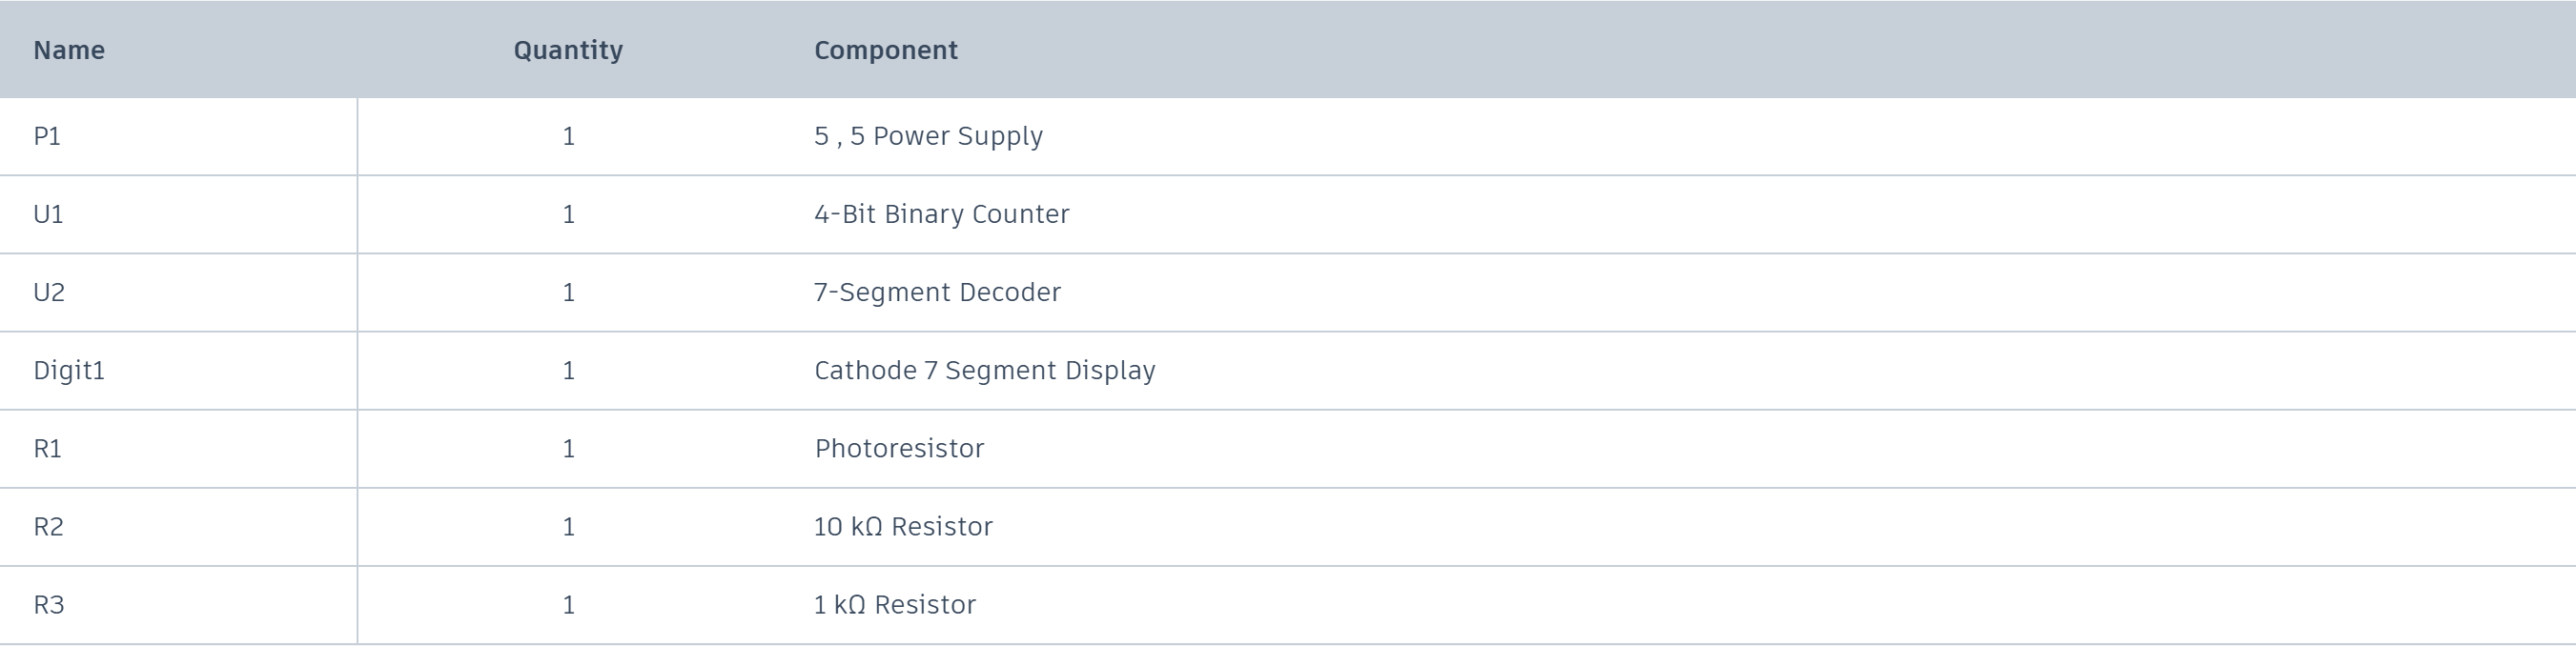 Name Quantity Component
P1 1 5 , 5 Power Supply
U1 1 4-Bit Binary Counter
U2 1 7-Segment Decoder
Digit1 1 Cathode 7 Segment Display
R1 1 Photoresistor
R2 1 10 kΩ Resistor
R3 1 1 kΩ Resistor